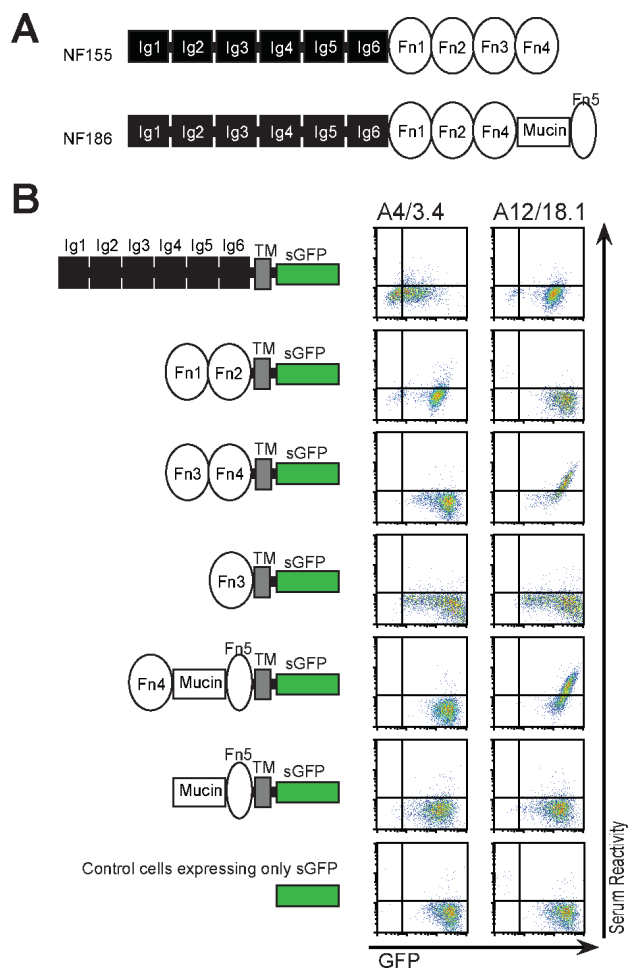 A
NF155 Ig1 Ig2 Ig3 Ig4 Ig5 Ig6 Fn1 Fn2 Fn3 Fn4
Fn5
NF186 Ig1 Ig2 Ig3 Ig4 Ig5 Ig6 Fn1 Fn2 Fn4 Mucin
B
A4/3.4 A12/18.1
Ig1 Ig2 Ig3 Ig4 Ig5 Ig6 TM sGFP
TM sGFP
Fn1 Fn2
TM sGFP
Fn3 Fn4
TM sGFP
Fn3
Fn5 TM sGFP
Fn4 Mucin
Fn5 TM sGFP
Mucin
Control cells expressing only sGFP
GFP
Serum Reactivity